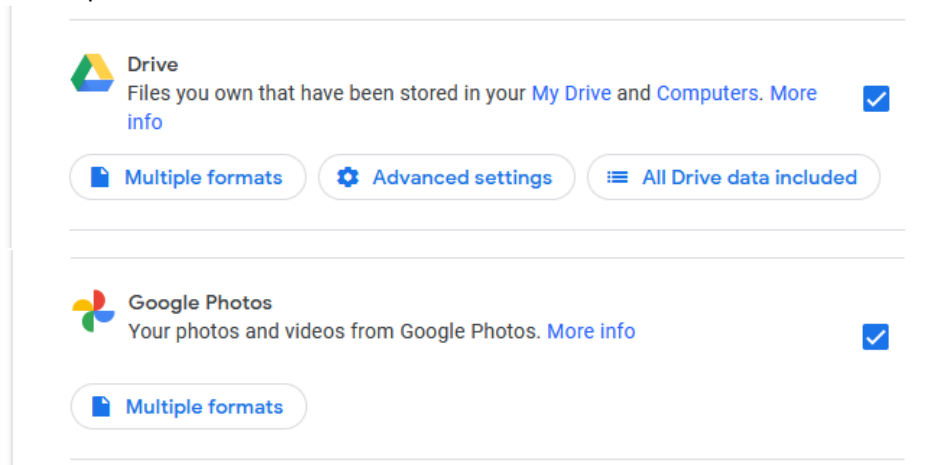 Drive
Files you own that have been stored in your My Drive and Computers. More
info
Multiple formats
Advanced settings
All Drive data included
Google Photos
Your photos and videos from Google Photos. More info
Multiple formats